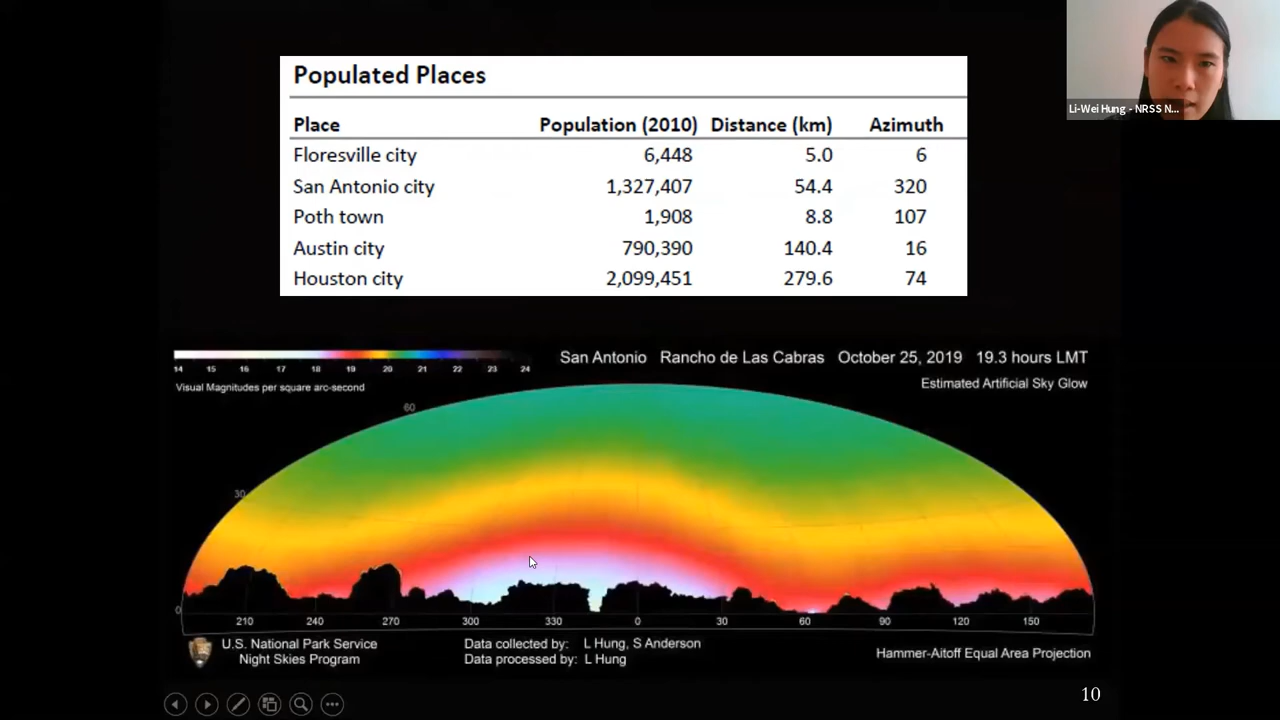 Populated Places
Place Population (2010) Distance (km) Azimuth
Floresville city 6,448 5.0 6
San Antonio city 1,327,407 54.4 320
Poth town 1,908 8.8 107
Austin city 790,390 140.4 16
Houston city 2,099,451 279.6 74
Li-Wei Hung - NRSS N...
14 15 16 17 18 19 20 21 22 23 24
Visual Magnitudes per square arc-second
San Antonio Rancho de Las Cabras October 25, 2019 19.3 hours LMT
Estimated Artificial Sky Glow
60
30
0
210 240 270 300 330 0 30 60 90 120 150
U.S. National Park Service
Night Skies Program
Data collected by: L Hung, S Anderson
Data processed by: L Hung
Hammer-Aitoff Equal Area Projection
10